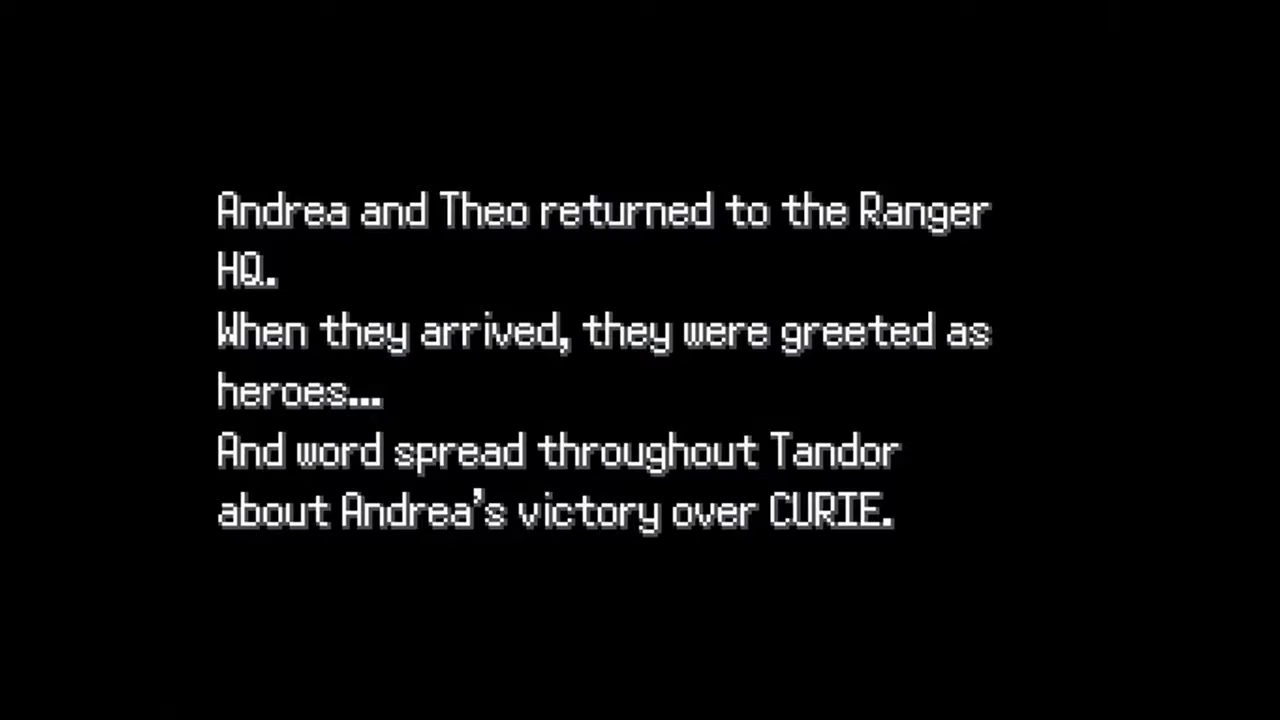 Andrea and Theo returned to the Ranger
HQ.
When they arrived, they were greeted as
heroes...
And word spread throughout Tandor
about Andrea's victory over CURIE.